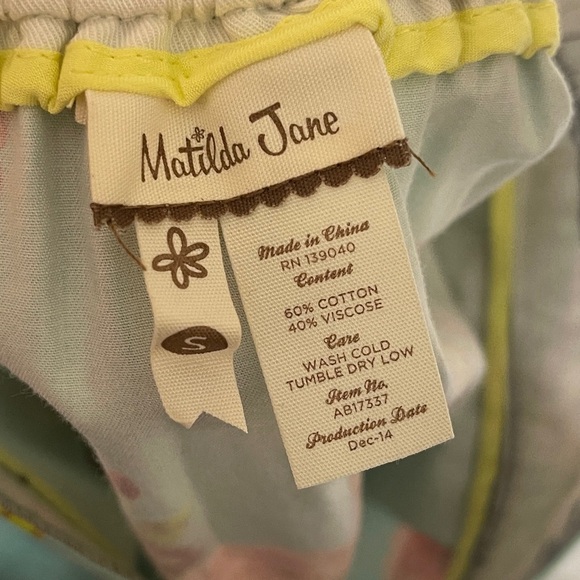 Matilda Jane
S
Made in China
RN 139040
Content
60% COTTON
40% VISCOSE
Care
WASH COLD
TUMBLE DRY LOW
Item No.
AB17337
Production Date
Dec-14